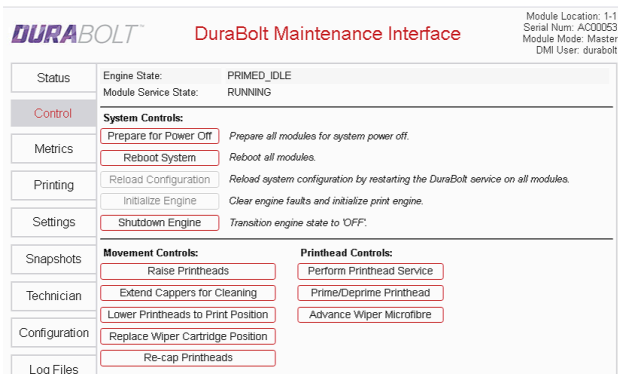 DURABOLT™
DuraBolt Maintenance Interface
Module Location: 1-1
Serial Num: AC00053
Module Mode: Master
DMI User: durabolt
Status
Control
Metrics
Printing
Settings
Snapshots
Technician
Configuration
Log Files
Engine State: PRIMED_IDLE
Module Service State: RUNNING
System Controls:
Prepare for Power Off Prepare all modules for system power off.
Reboot System Reboot all modules.
Reload Configuration Reload system configuration by restarting the DuraBolt service on all modules.
Initialize Engine Clear engine faults and initialize print engine.
Shutdown Engine Transition engine state to 'OFF'.
Movement Controls:
Raise Printheads
Extend Cappers for Cleaning
Lower Printheads to Print Position
Replace Wiper Cartridge Position
Re-cap Printheads
Printhead Controls:
Perform Printhead Service
Prime/Deprime Printhead
Advance Wiper Microfibre